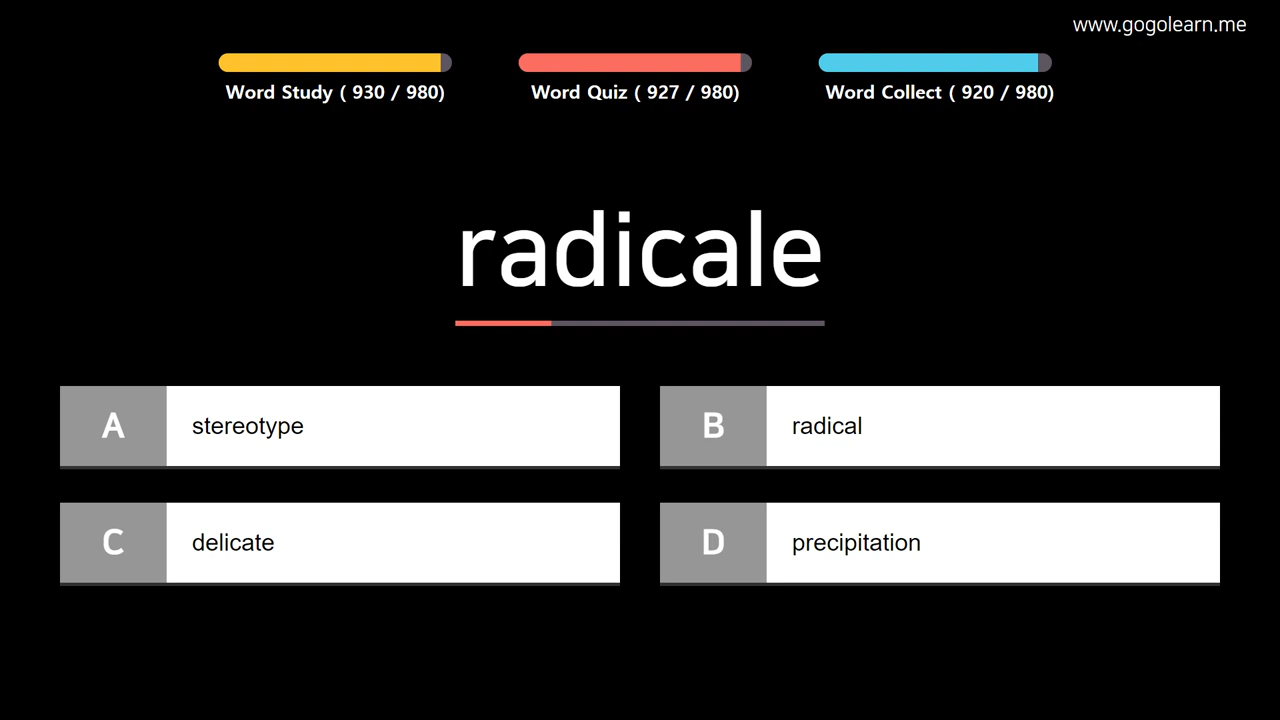 www.gogolearn.me
Word Study ( 930 / 980)
Word Quiz ( 927 / 980)
Word Collect ( 920 / 980)
radicale
A stereotype
B radical
C delicate
D precipitation